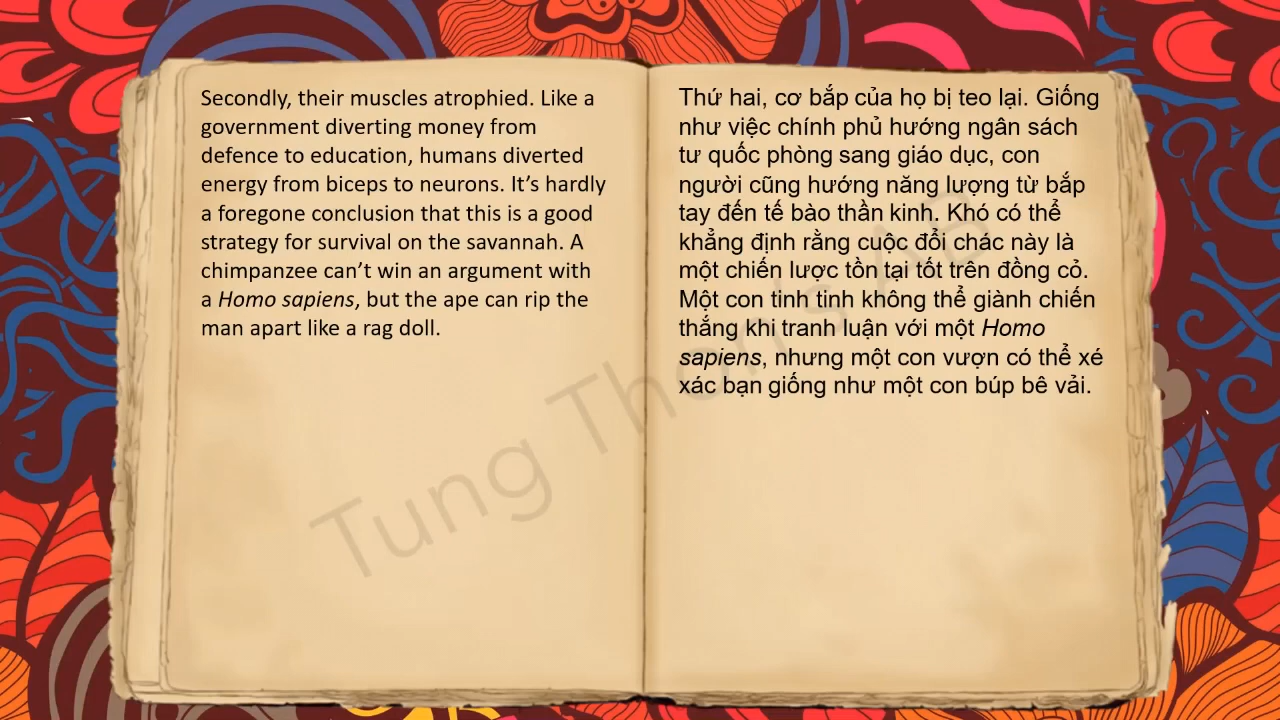 Secondly, their muscles atrophied. Like a
government diverting money from
defence to education, humans diverted
energy from biceps to neurons. It’s hardly
a foregone conclusion that this is a good
strategy for survival on the savannah. A
chimpanzee can’t win an argument with
a Homo sapiens, but the ape can rip the
man apart like a rag doll.
Thứ hai, cơ bắp của họ bị teo lại. Giống
như việc chính phủ hướng ngân sách
từ quốc phòng sang giáo dục, con
người cũng hướng năng lượng từ bắp
tay đến tế bào thần kinh. Khó có thể
khẳng định rằng cuộc đổi chác này là
một chiến lược tồn tại tốt trên đồng cỏ.
Một con tinh tinh không thể giành chiến
thắng khi tranh luận với một Homo
sapiens, nhưng một con vượn có thể xé
xác bạn giống như một con búp bê vải.
Tung Thon's AB